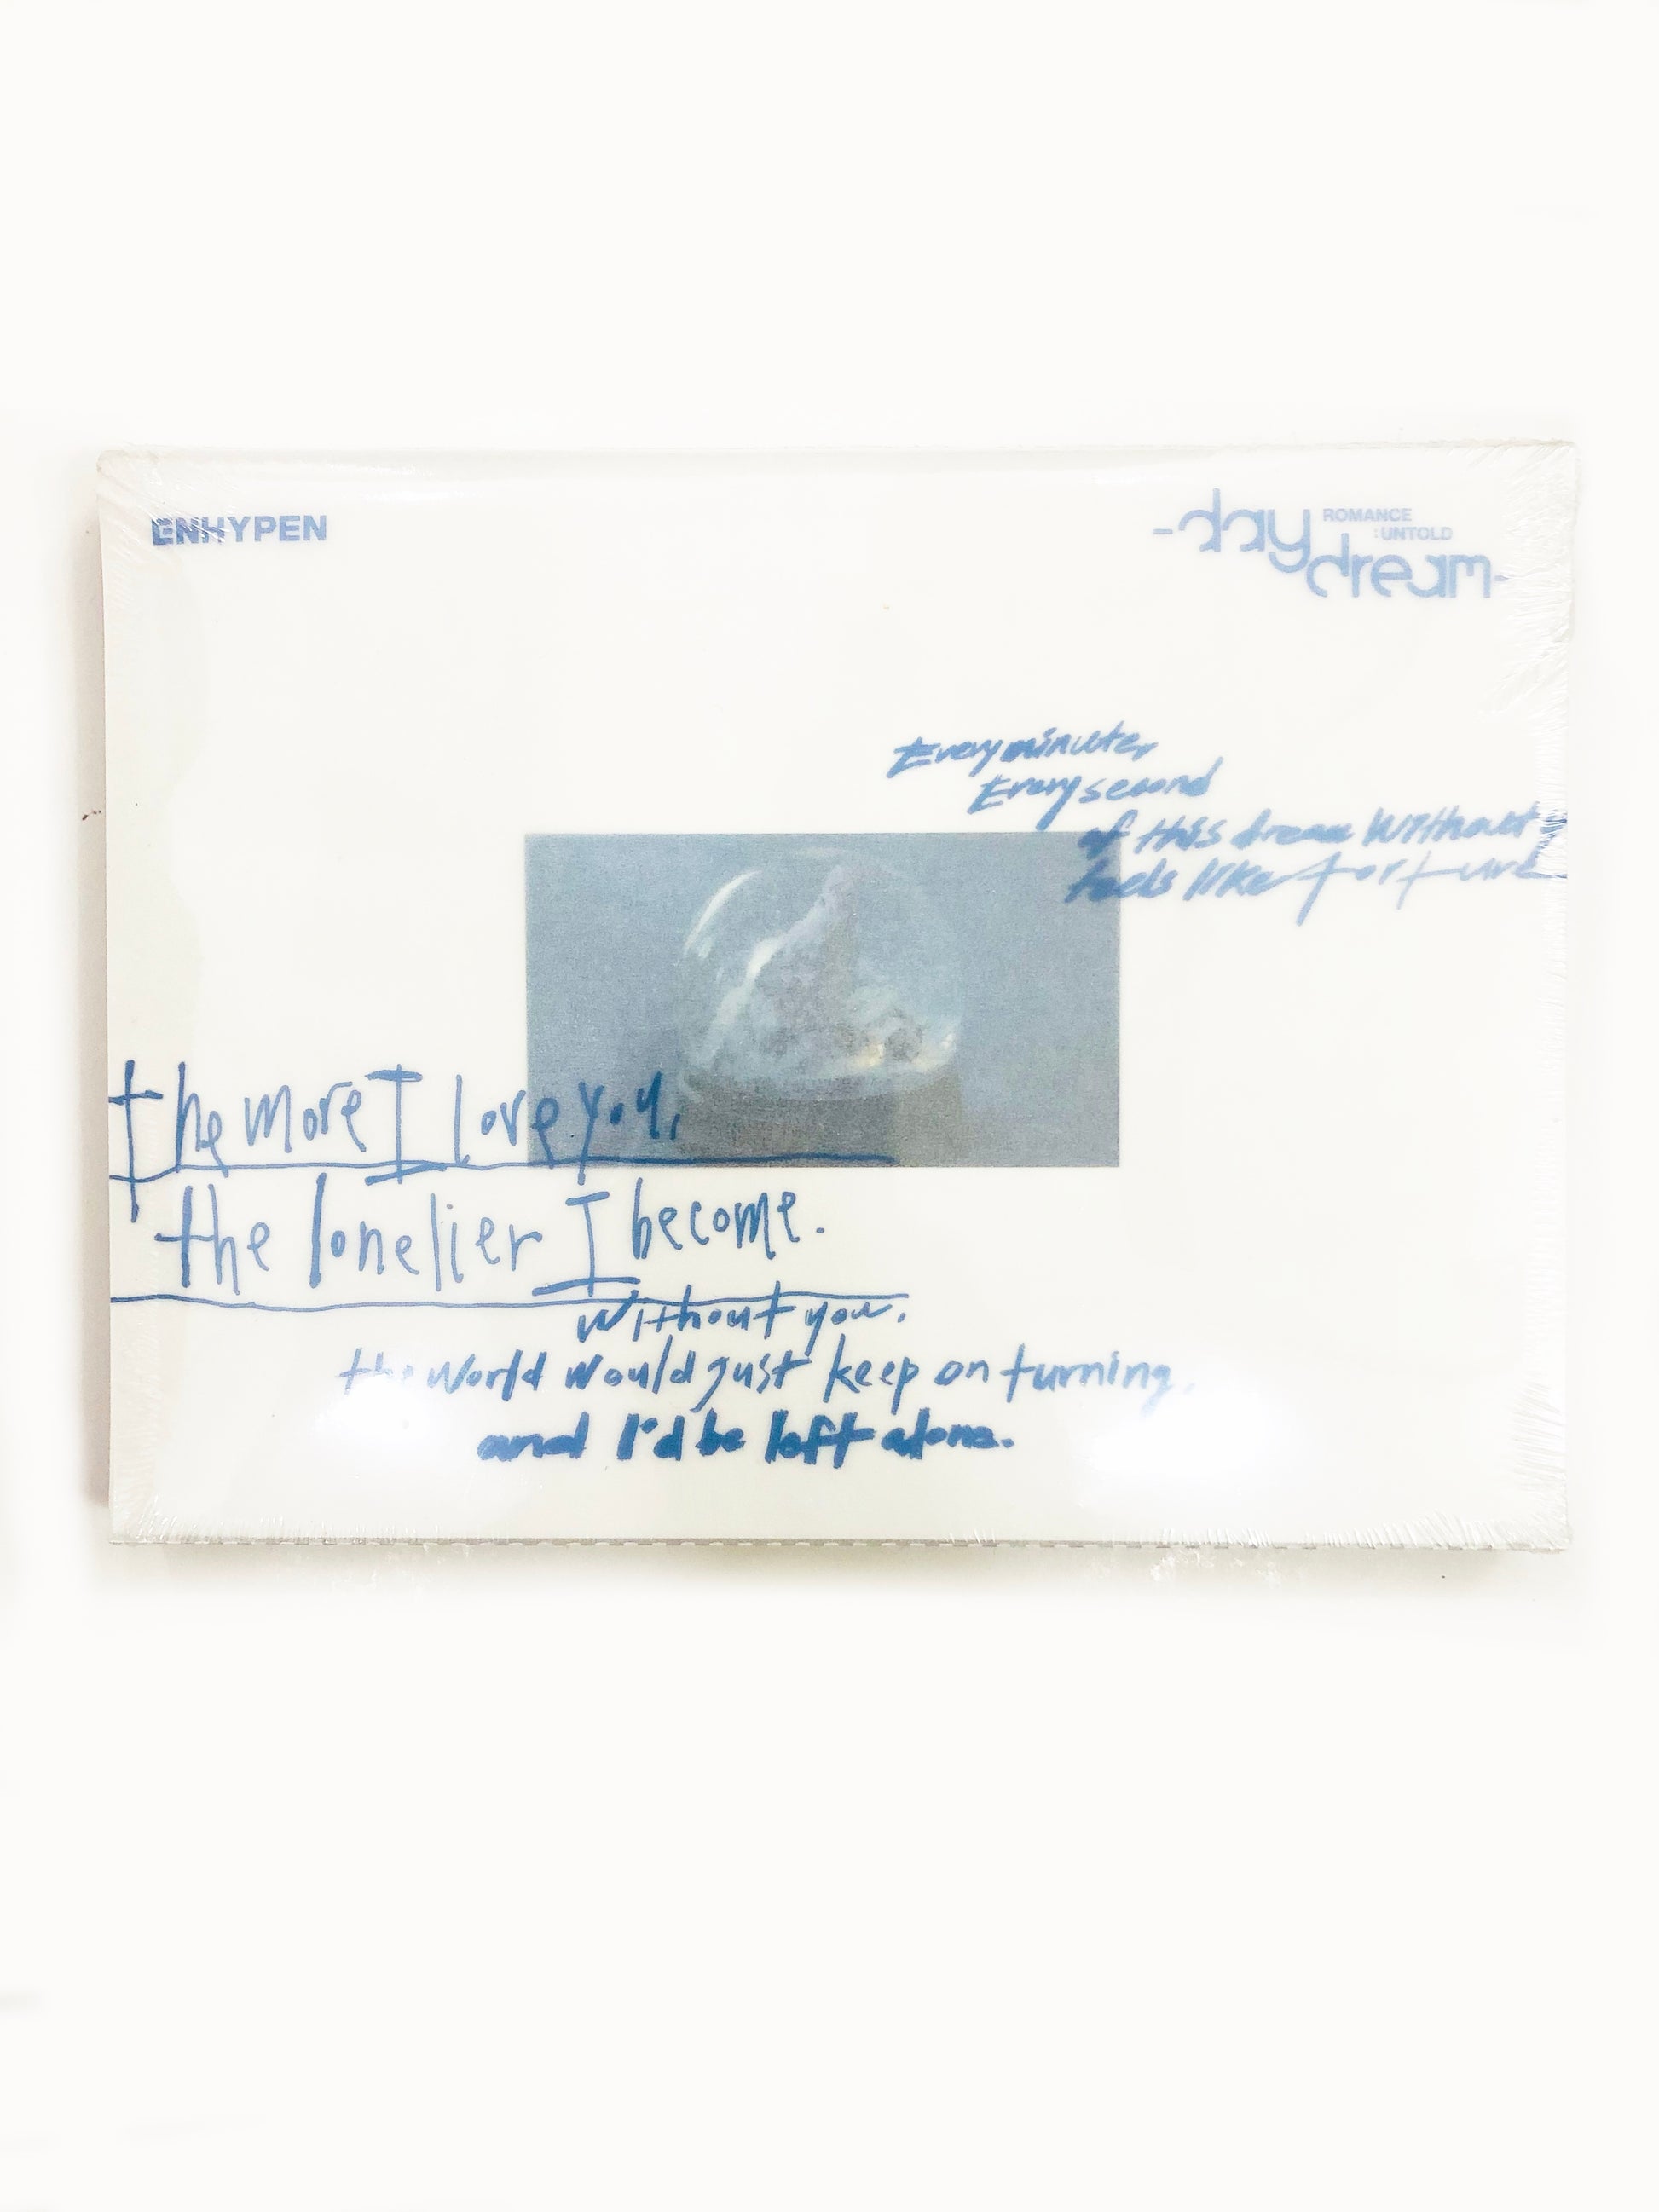 ENHYPEN
-day
ROMANCE
:UNTOLD
dream-
Every minute,
Every second
of this dream without
feels like torture
the more I love you,
the lonelier I become.
Without you,
the world would just keep on turning,
and I'd be left alone.